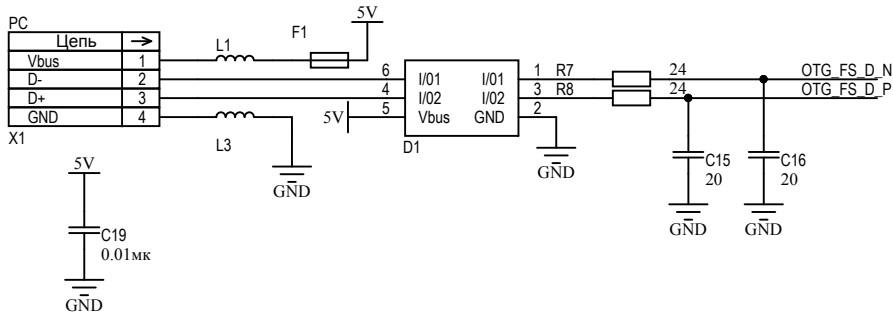 PC
Цепь
Vbus 1
D- 2
D+ 3
GND 4
X1
L1
F1
5V
L3
GND
5V
6 I/01 I/01 1
4 I/02 I/02 3
5 Vbus GND 2
D1
GND
R7 24 OTG_FS_D_N
R8 24 OTG_FS_D_P
C15
20
C16
20
GND
GND
5V
C19
0.01мк
GND